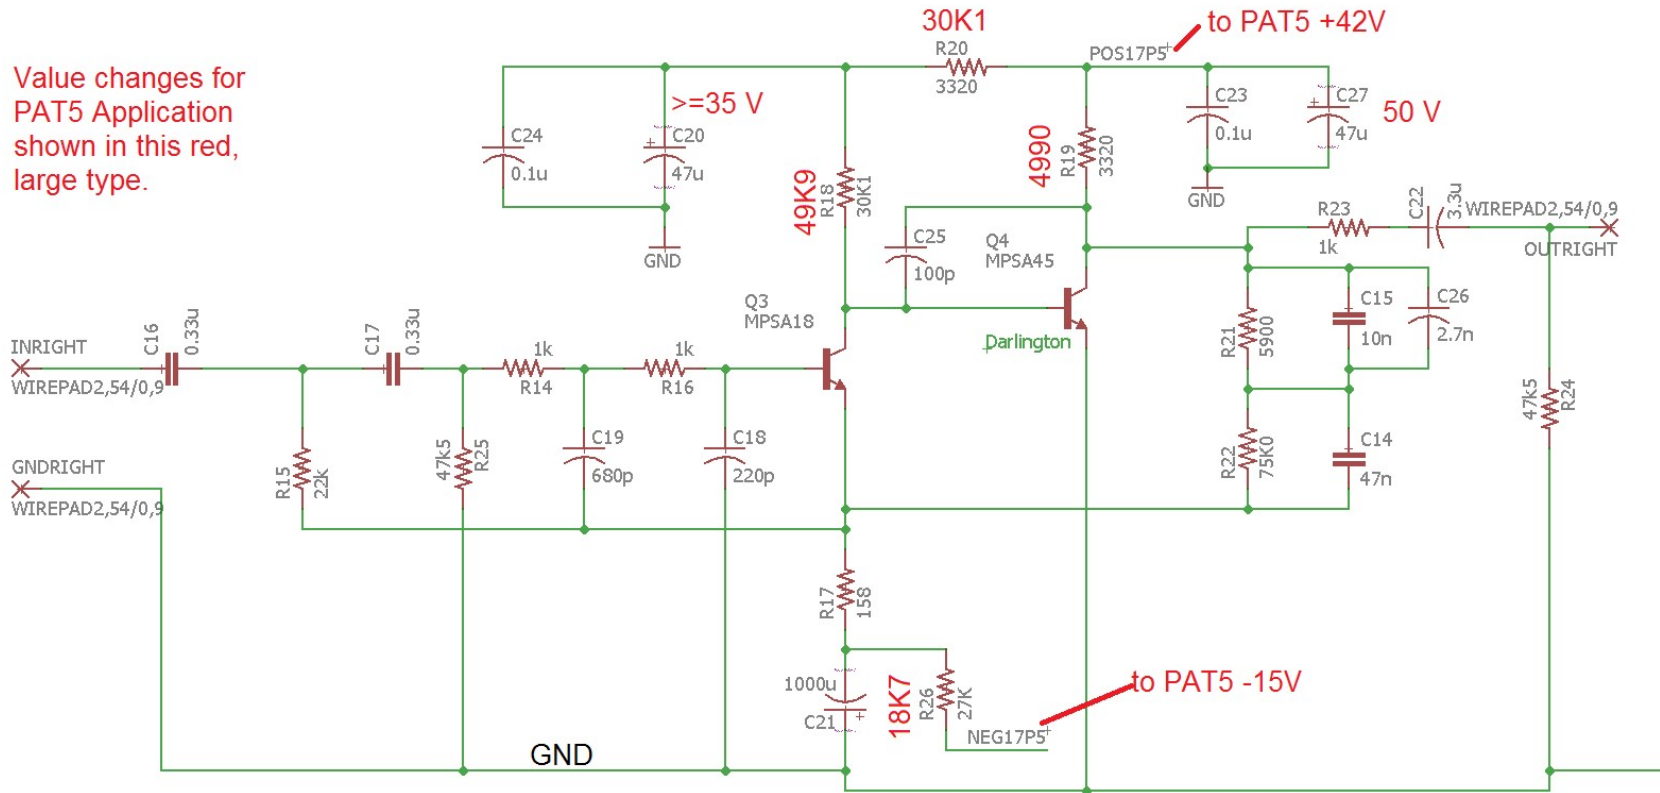 30K1
to PAT5 +42V
R20
POS17P5
3320
Value changes for
PAT5 Application
shown in this red,
large type.
>=35 V
C24
0.1u
C20
47u
49K9
R18
30K1
4990
R19
3320
C23
0.1u
C27
47u
50 V
GND
GND
C25
100p
Q4
MPSA45
Darlington
R23
1k
C22
3.3u
WIREPAD2,54/0,9
OUTRIGHT
Q3
MPSA18
R21
5900
C15
10n
C26
2.7n
INRIGHT
WIREPAD2,54/0,9
C16
0.33u
C17
0.33u
1k
R14
1k
R16
GNDRIGHT
WIREPAD2,54/0,9
R15
22k
47k5
R25
C19
680p
C18
220p
R22
75K0
C14
47n
47k5
R24
R17
158
1000u
C21
18K7
R26
27K
to PAT5 -15V
NEG17P5
GND